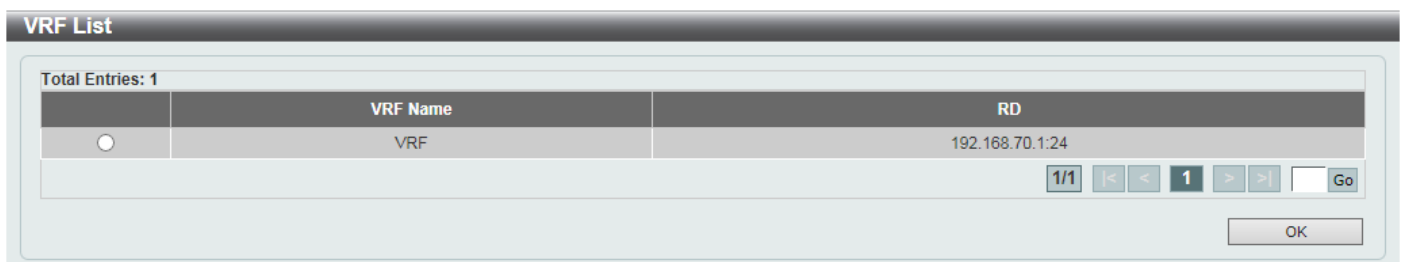 VRF List
Total Entries: 1
VRF Name RD
VRF 192.168.70.1:24
1/1 |< < 1 > >| Go
OK